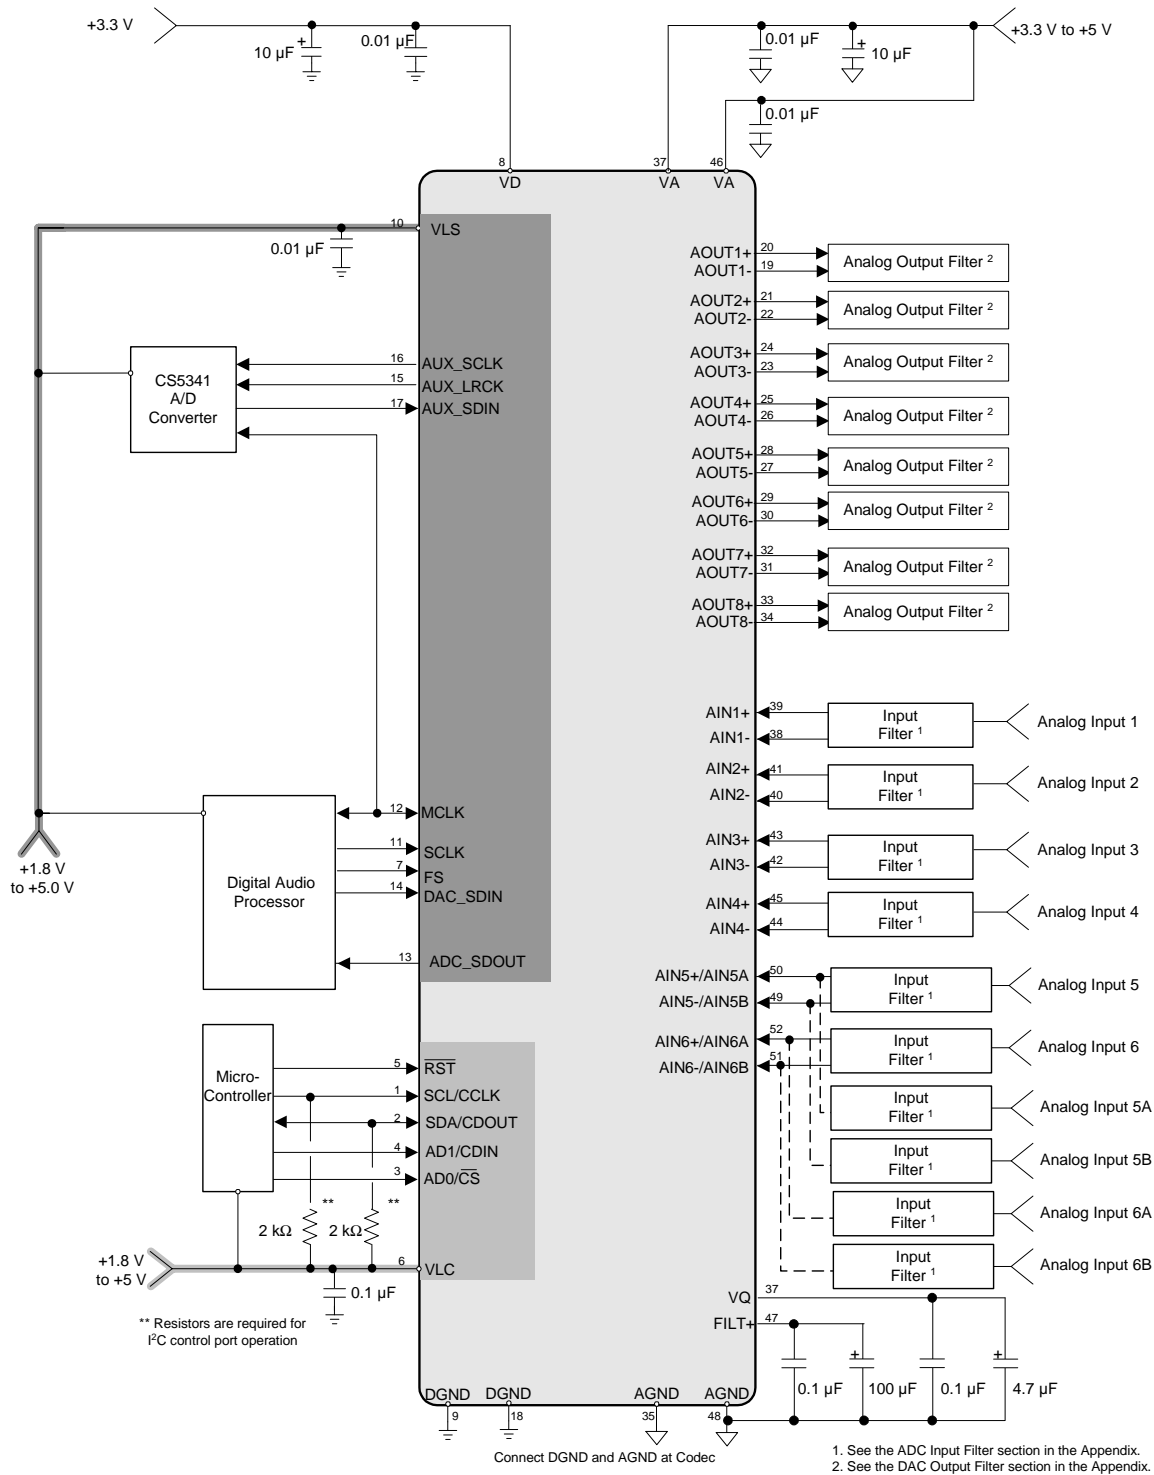 +3.3 V
10 µF
+
0.01 µF
0.01 µF
+
10 µF
+3.3 V to +5 V
0.01 µF
8
VD
37
VA
46
VA
10
VLS
0.01 µF
CS5341
A/D
Converter
16
AUX_SCLK
15
AUX_LRCK
17
AUX_SDIN
+1.8 V
to +5.0 V
Digital Audio
Processor
12
MCLK
11
SCLK
7
FS
14
DAC_SDIN
13
ADC_SDOUT
Micro-
Controller
5
RST
1
SCL/CCLK
2
SDA/CDOUT
4
AD1/CDIN
3
AD0/CS
**
2 kΩ
**
2 kΩ
+1.8 V
to +5 V
6
VLC
0.1 µF
** Resistors are required for
I²C control port operation
AOUT1+ 20
AOUT1- 19
Analog Output Filter ²
AOUT2+ 21
AOUT2- 22
Analog Output Filter ²
AOUT3+ 24
AOUT3- 23
Analog Output Filter ²
AOUT4+ 25
AOUT4- 26
Analog Output Filter ²
AOUT5+ 28
AOUT5- 27
Analog Output Filter ²
AOUT6+ 29
AOUT6- 30
Analog Output Filter ²
AOUT7+ 32
AOUT7- 31
Analog Output Filter ²
AOUT8+ 33
AOUT8- 34
Analog Output Filter ²
AIN1+ 39
AIN1- 38
Input
Filter ¹
Analog Input 1
AIN2+ 41
AIN2- 40
Input
Filter ¹
Analog Input 2
AIN3+ 43
AIN3- 42
Input
Filter ¹
Analog Input 3
AIN4+ 45
AIN4- 44
Input
Filter ¹
Analog Input 4
AIN5+/AIN5A 50
AIN5-/AIN5B 49
Input
Filter ¹
Analog Input 5
AIN6+/AIN6A 52
AIN6-/AIN6B 51
Input
Filter ¹
Analog Input 6
Input
Filter ¹
Analog Input 5A
Input
Filter ¹
Analog Input 5B
Input
Filter ¹
Analog Input 6A
Input
Filter ¹
Analog Input 6B
VQ 37
FILT+ 47
0.1 µF
+
100 µF
0.1 µF
+
4.7 µF
DGND
9
DGND
18
AGND
35
AGND
48
Connect DGND and AGND at Codec
1. See the ADC Input Filter section in the Appendix.
2. See the DAC Output Filter section in the Appendix.